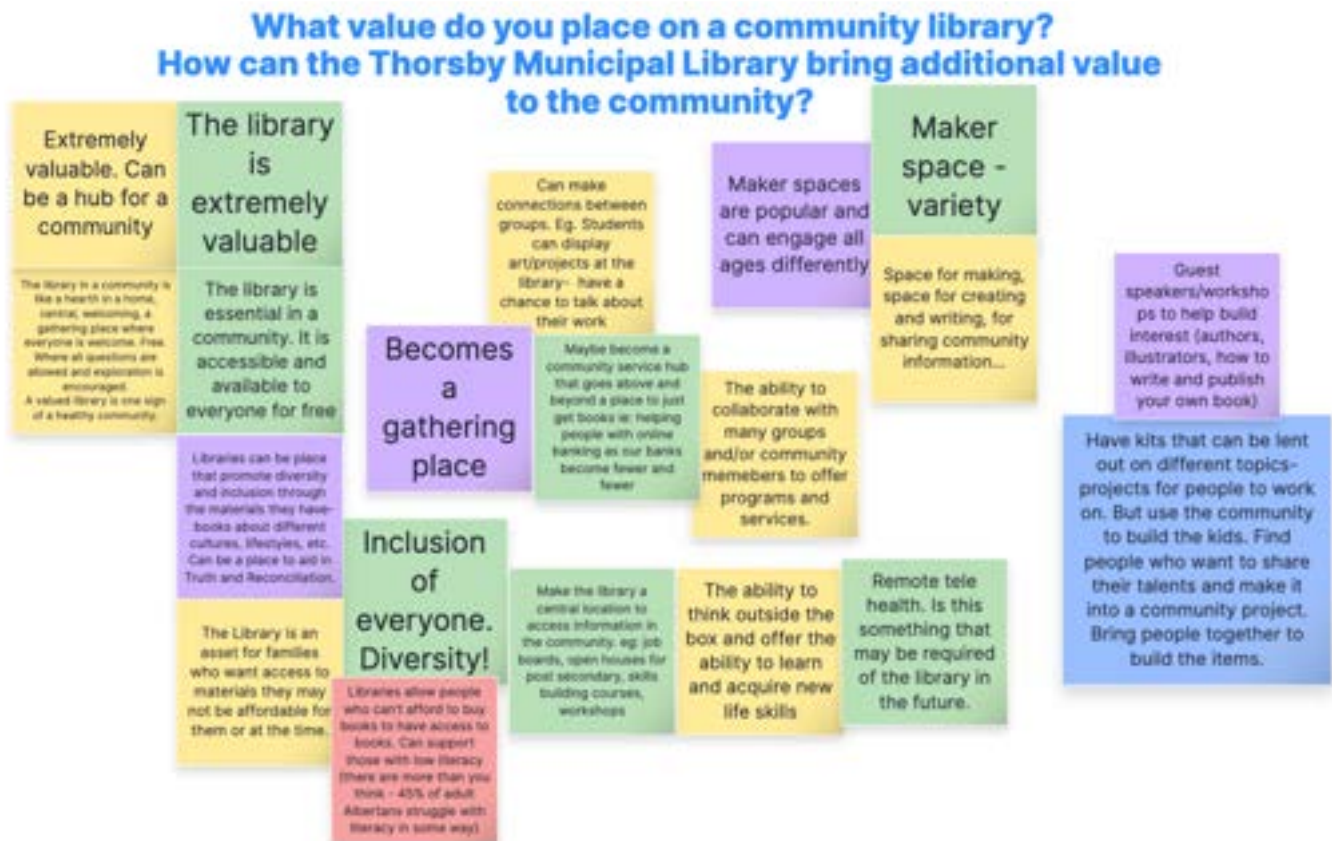 What value do you place on a community library?
How can the Thorsby Municipal Library bring additional value
to the community?
Extremely
valuable. Can
be a hub for a
community
The library
is
extremely
valuable
The library in a community is
like a hearth in a home,
central, welcoming, a
gathering place where
everyone is welcome. Free.
Where all questions are
allowed and exploration is
encouraged.
A valued library is one sign
of a healthy community.
The library is
essential in a
community. It is
accessible and
available to
everyone for free
Libraries can be place
that promote diversity
and inclusion through
the materials they have-
books about different
cultures, lifestyles, etc.
Can be a place to aid in
Truth and Reconciliation.
The Library is an
asset for families
who want access to
materials they may
not be affordable for
them or at the time.
Can make
connections between
groups. Eg. Students
can display
art/projects at the
library- have a
chance to talk about
their work
Becomes
a
gathering
place
Maybe become a
community service hub
that goes above and
beyond a place to just
get books ie: helping
people with online
banking as our banks
become fewer and
fewer
The ability to
collaborate with
many groups
and/or community
memebers to offer
programs and
services.
Inclusion
of
everyone.
Diversity!
Libraries allow people
who can't afford to buy
books to have access to
books. Can support
those with low literacy
(there are more than you
think - 45% of adult
Albertans struggle with
literacy in some way)
Make the library a
central location to
access information in
the community. eg: job
boards, open houses for
post secondary, skills
building courses,
workshops
The ability to
think outside the
box and offer the
ability to learn
and acquire new
life skills
Remote tele
health. Is this
something that
may be required
of the library in
the future.
Maker spaces
are popular and
can engage all
ages differently
Maker
space -
variety
Space for making,
space for creating
and writing, for
sharing community
information...
Guest
speakers/worksho
ps to help build
interest (authors,
illustrators, how to
write and publish
your own book)
Have kits that can be lent
out on different topics-
projects for people to work
on. But use the community
to build the kids. Find
people who want to share
their talents and make it
into a community project.
Bring people together to
build the items.